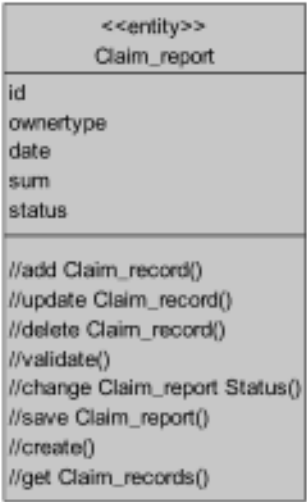 <<entity>>
Claim_report
id
ownertype
date
sum
status
//add Claim_record()
//update Claim_record()
//delete Claim_record()
//validate()
//change Claim_report Status()
//save Claim_report()
//create()
//get Claim_records()